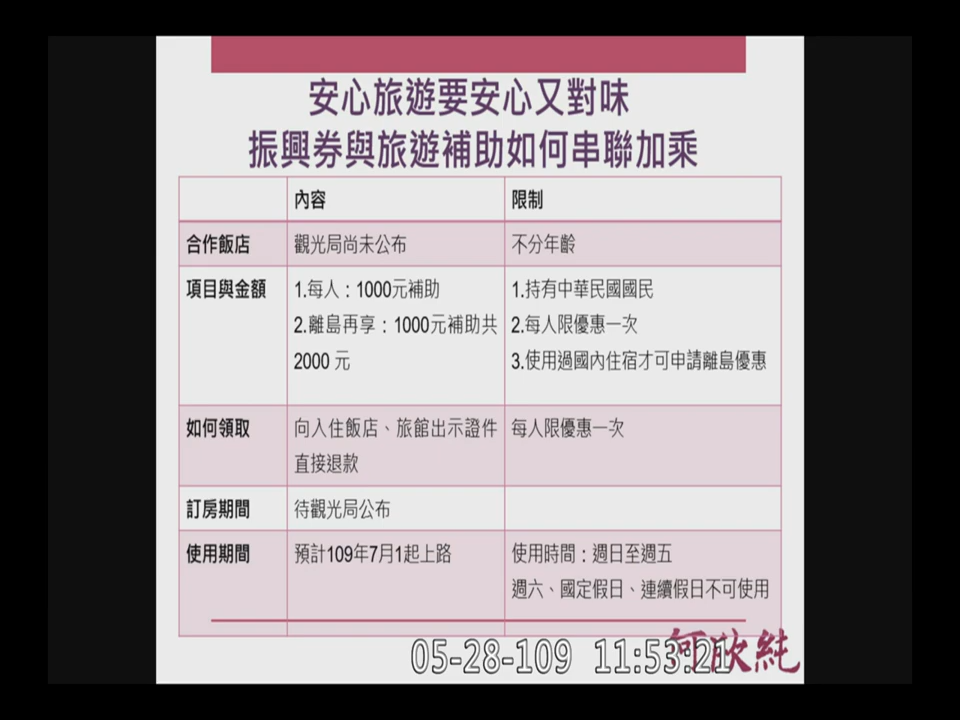 安心旅遊要安心又對味
振興券與旅遊補助如何串聯加乘
內容 限制
合作飯店 觀光局尚未公布 不分年齡
項目與金額 1.每人：1000元補助 1.持有中華民國國民
2.離島再享：1000元補助共 2.每人限優惠一次
2000 元 3.使用過國內住宿才可申請離島優惠
如何領取 向入住飯店、旅館出示證件 每人限優惠一次
直接退款
訂房期間 待觀光局公布
使用期間 預計109年7月1起上路 使用時間：週日至週五
週六、國定假日、連續假日不可使用
何欣純
05-28-109 11:53:21